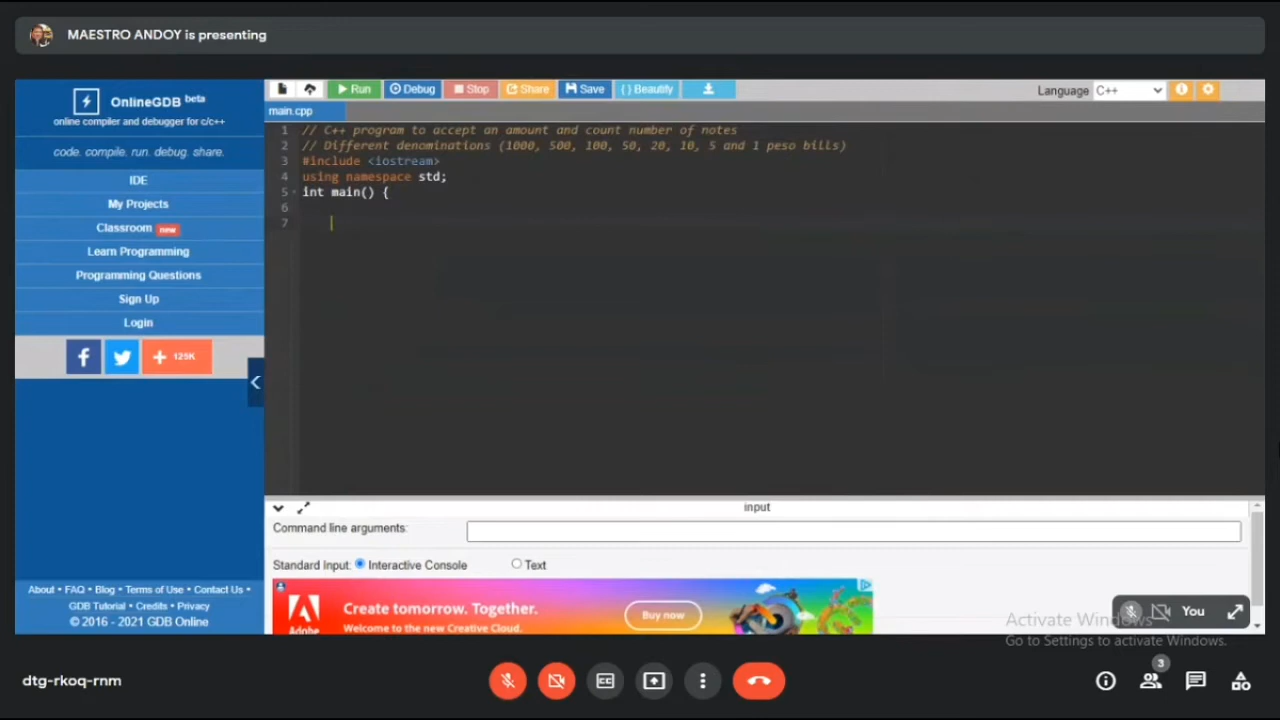 MAESTRO ANDOY is presenting
OnlineGDB beta
online compiler and debugger for c/c++
code. compile. run. debug. share.
IDE
My Projects
Classroom new
Learn Programming
Programming Questions
Sign Up
Login
f
+ 125K
About • FAQ • Blog • Terms of Use • Contact Us •
GDB Tutorial • Credits • Privacy
© 2016 - 2021 GDB Online
Run Debug Stop Share Save { } Beautify
Language C++
main.cpp
1 // C++ program to accept an amount and count number of notes
2 // Different denominations (1000, 500, 100, 50, 20, 10, 5 and 1 peso bills)
3 #include <iostream>
4 using namespace std;
5 int main() {
6
7
input
Command line arguments:
Standard Input: Interactive Console Text
Adobe
Create tomorrow. Together.
Welcome to the new Creative Cloud.
Buy now
Activate Windows
Go to Settings to activate Windows.
You
dtg-rkoq-rnm
CC
3